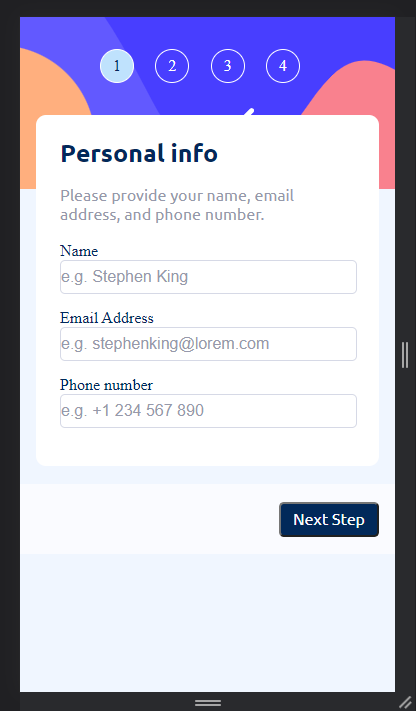 1 2 3 4
Personal info
Please provide your name, email
address, and phone number.
Name
e.g. Stephen King
Email Address
e.g. stephenking@lorem.com
Phone number
e.g. +1 234 567 890
Next Step